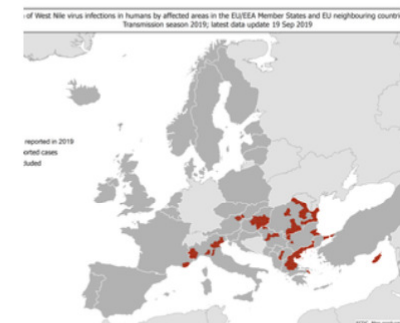 of West Nile virus infections in humans by affected areas in the EU/EEA Member States and EU neighbouring countri
Transmission season 2019; latest data update 19 Sep 2019
reported in 2019
orted cases
luded